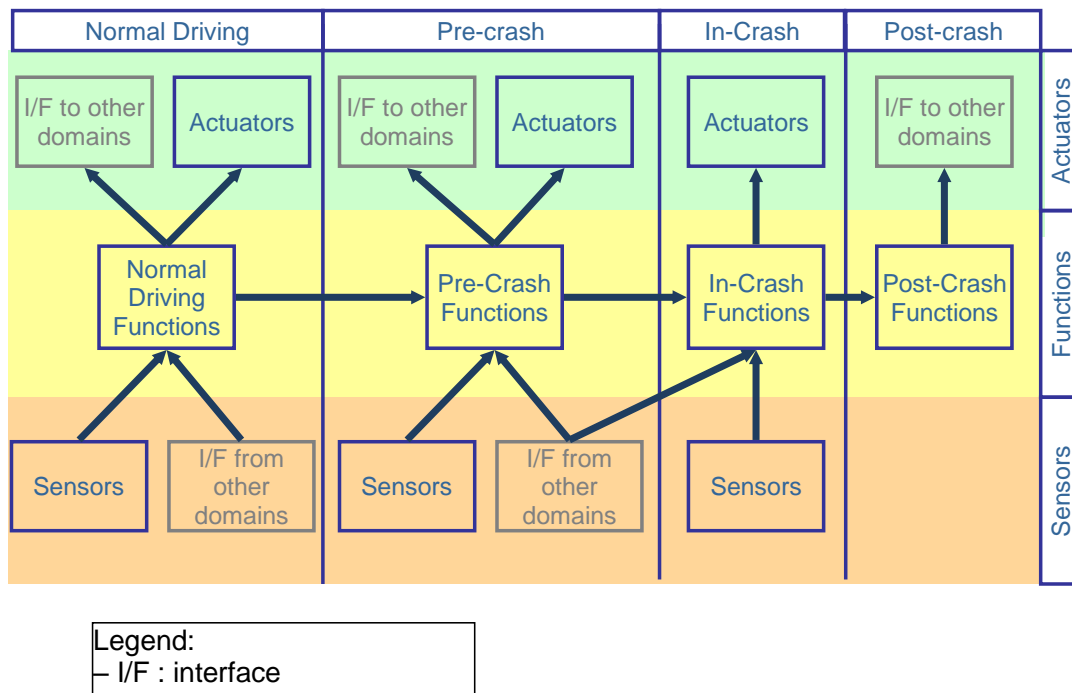 Normal Driving
Pre-crash
In-Crash
Post-crash
I/F to other
domains
Actuators
I/F to other
domains
Actuators
Actuators
I/F to other
domains
Actuators
Normal
Driving
Functions
Pre-Crash
Functions
In-Crash
Functions
Post-Crash
Functions
Functions
Sensors
I/F from
other
domains
Sensors
I/F from
other
domains
Sensors
Sensors
Legend:
– I/F : interface